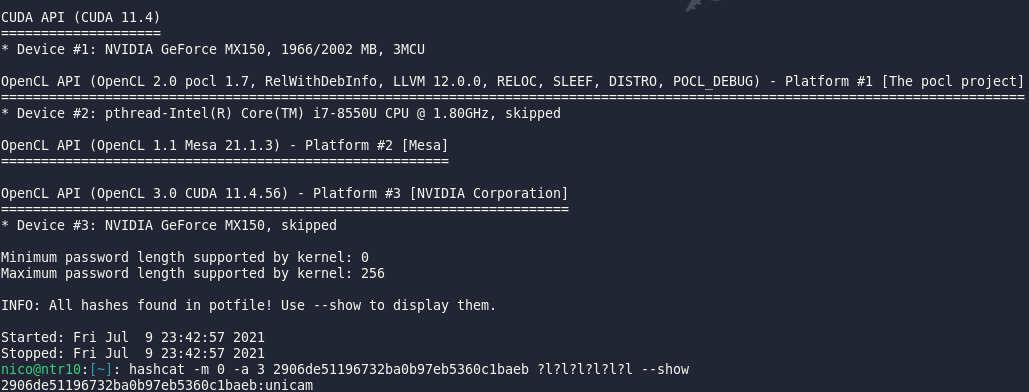 CUDA API (CUDA 11.4)
====================
* Device #1: NVIDIA GeForce MX150, 1966/2002 MB, 3MCU
OpenCL API (OpenCL 2.0 pocl 1.7, RelWithDebInfo, LLVM 12.0.0, RELOC, SLEEF, DISTRO, POCL_DEBUG) - Platform #1 [The pocl project]
================================================================================================================================
* Device #2: pthread-Intel(R) Core(TM) i7-8550U CPU @ 1.80GHz, skipped
OpenCL API (OpenCL 1.1 Mesa 21.1.3) - Platform #2 [Mesa]
========================================================
OpenCL API (OpenCL 3.0 CUDA 11.4.56) - Platform #3 [NVIDIA Corporation]
=======================================================================
* Device #3: NVIDIA GeForce MX150, skipped
Minimum password length supported by kernel: 0
Maximum password length supported by kernel: 256
INFO: All hashes found in potfile! Use --show to display them.
Started: Fri Jul  9 23:42:57 2021
Stopped: Fri Jul  9 23:42:57 2021
nico@ntr10:[~]: hashcat -m 0 -a 3 2906de51196732ba0b97eb5360c1baeb ?l?l?l?l?l?l --show
2906de51196732ba0b97eb5360c1baeb:unicam